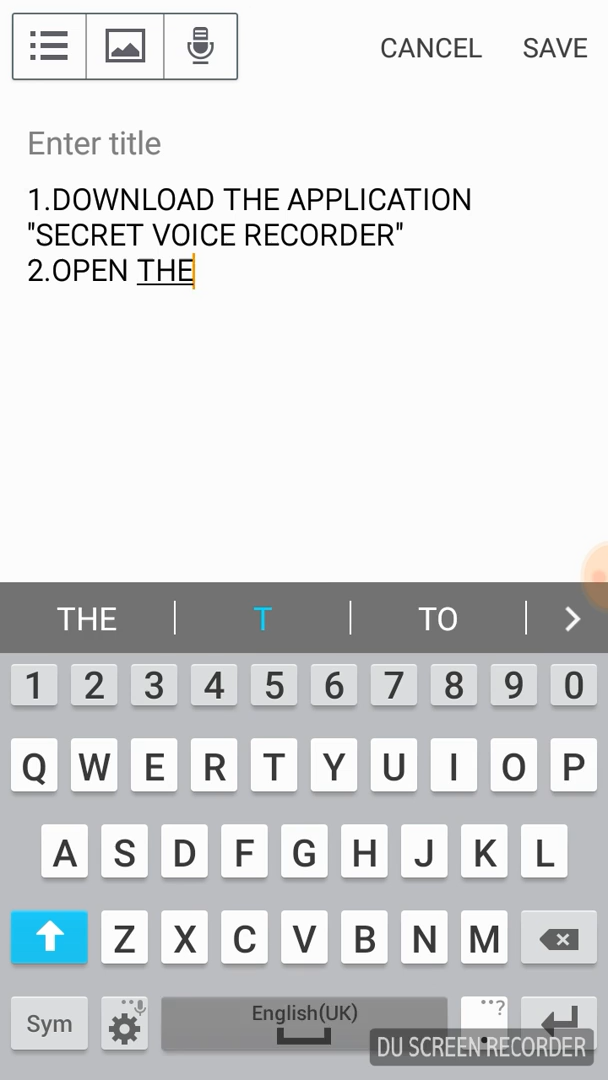 CANCEL SAVE
Enter title
1.DOWNLOAD THE APPLICATION
"SECRET VOICE RECORDER"
2.OPEN THE
THE T TO
1 2 3 4 5 6 7 8 9 0
Q W E R T Y U I O P
A S D F G H J K L
Z X C V B N M
Sym English(UK) . ?
DU SCREEN RECORDER